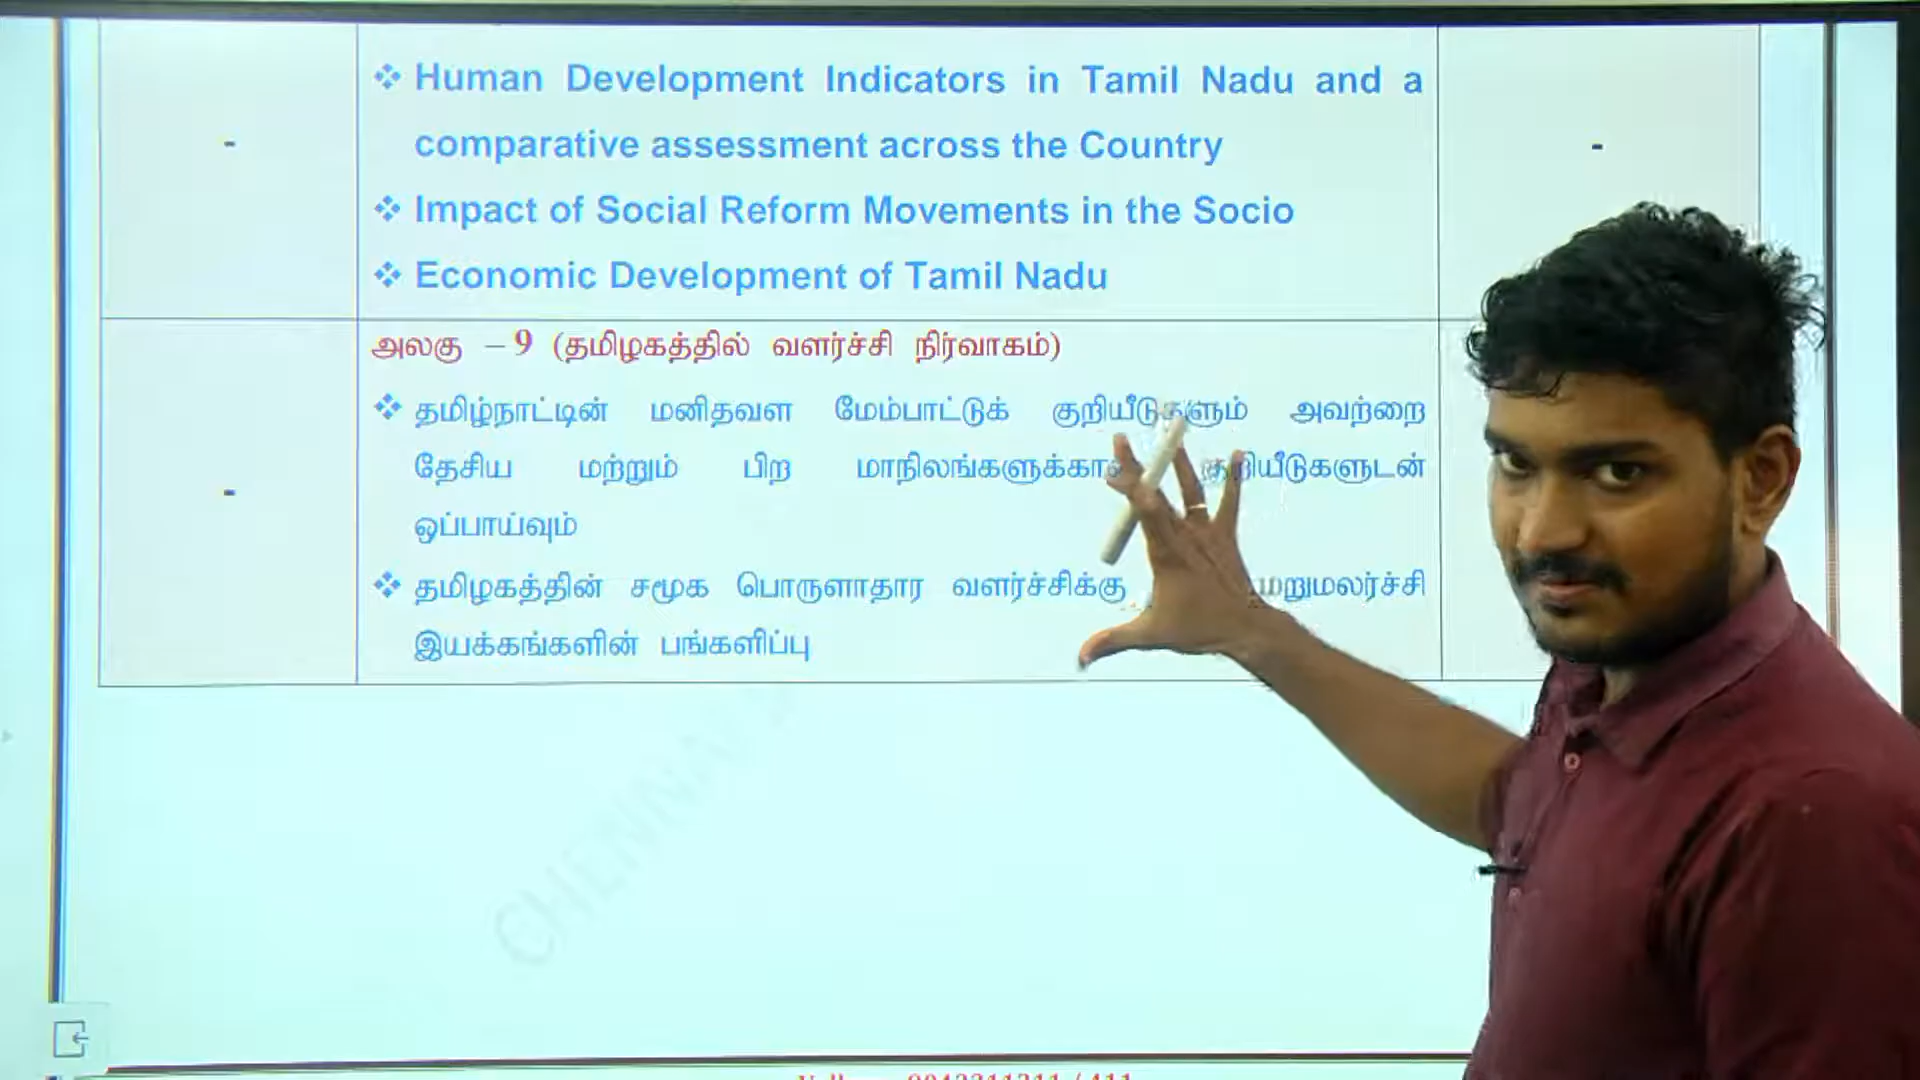 ❖ Human Development Indicators in Tamil Nadu and a
comparative assessment across the Country
❖ Impact of Social Reform Movements in the Socio
❖ Economic Development of Tamil Nadu
-
-
அலகு – 9 (தமிழகத்தில் வளர்ச்சி நிர்வாகம்)
❖ தமிழ்நாட்டின் மனிதவள மேம்பாட்டுக் குறியீடுகளும் அவற்றை
தேசிய மற்றும் பிற குறியீடுகளுடன்
ஒப்பாய்வும்
-
❖ தமிழகத்தின் சமூக பொருளாதார வளர்ச்சிக்கு மறுமலர்ச்சி
இயக்கங்களின் பங்களிப்பு
CHENNAI